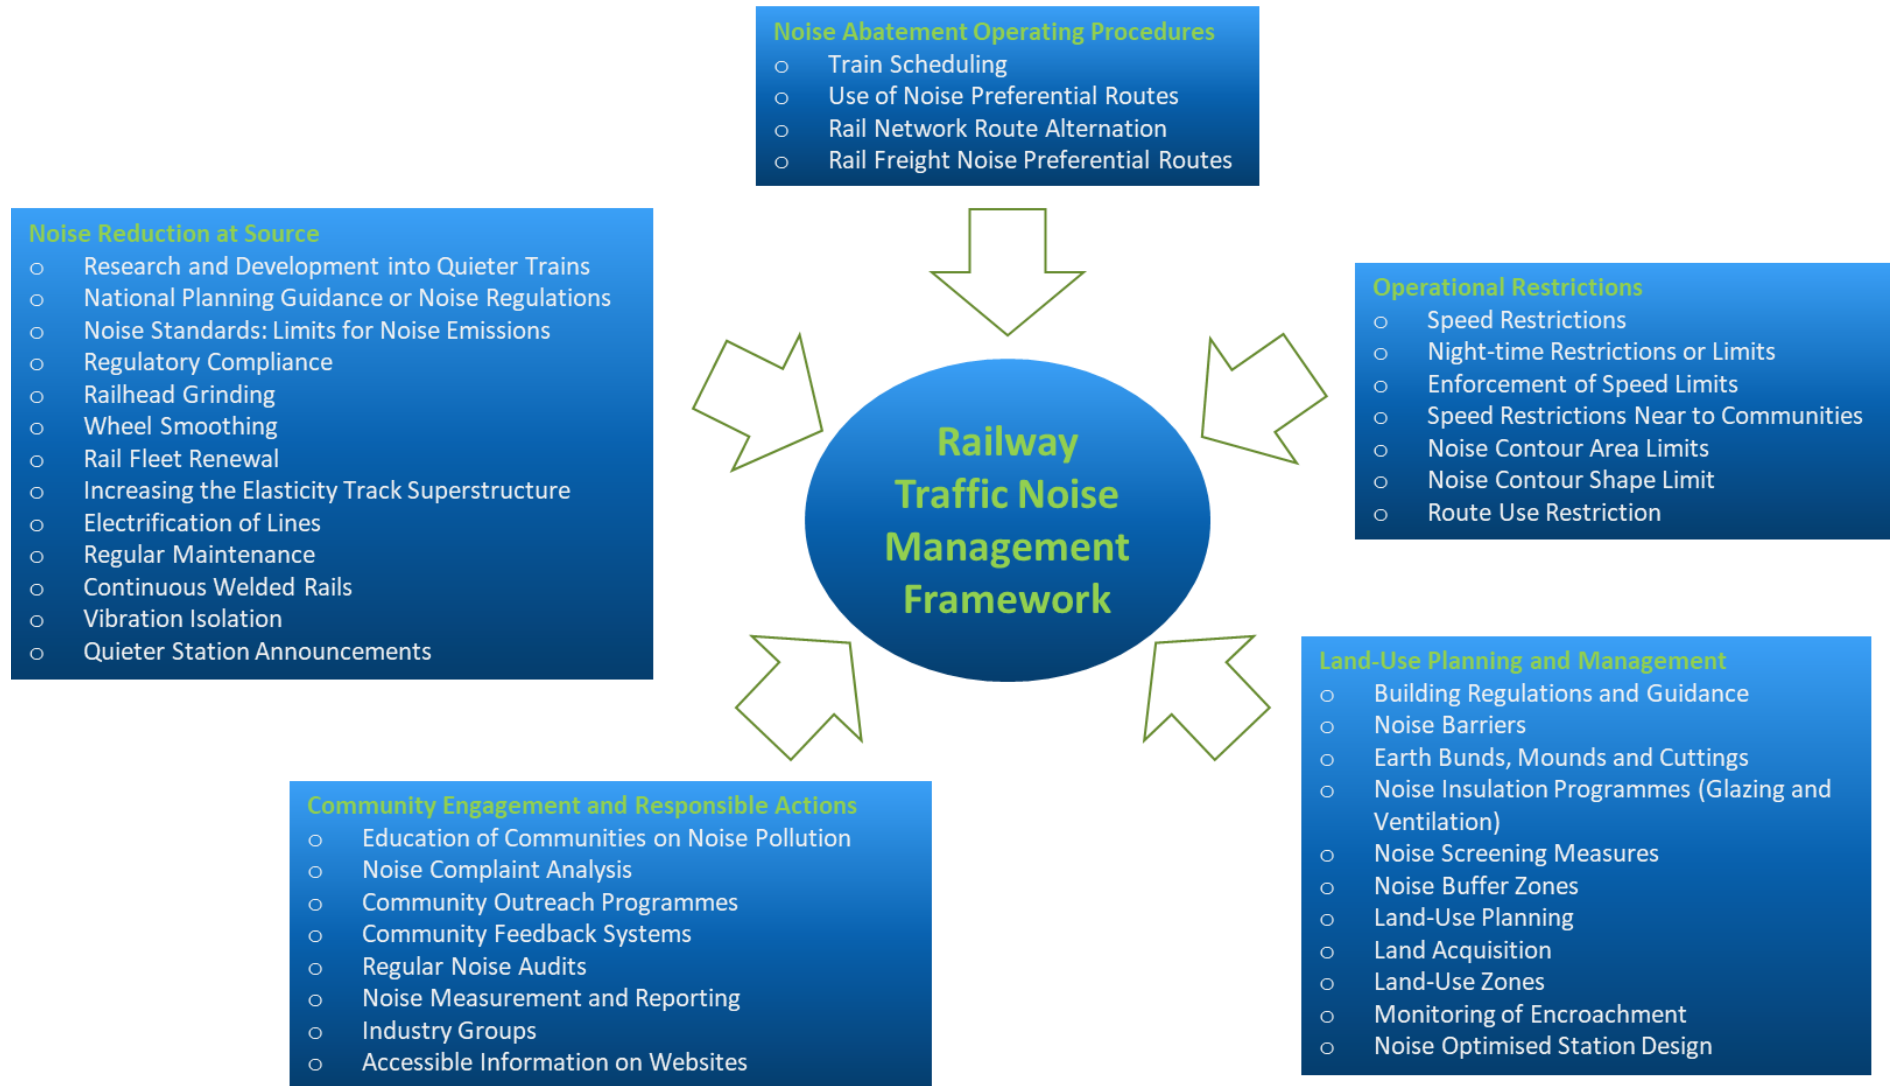 Noise Abatement Operating Procedures
o Train Scheduling
o Use of Noise Preferential Routes
o Rail Network Route Alternation
o Rail Freight Noise Preferential Routes
Noise Reduction at Source
o Research and Development into Quieter Trains
o National Planning Guidance or Noise Regulations
o Noise Standards: Limits for Noise Emissions
o Regulatory Compliance
o Railhead Grinding
o Wheel Smoothing
o Rail Fleet Renewal
o Increasing the Elasticity Track Superstructure
o Electrification of Lines
o Regular Maintenance
o Continuous Welded Rails
o Vibration Isolation
o Quieter Station Announcements
Operational Restrictions
o Speed Restrictions
o Night-time Restrictions or Limits
o Enforcement of Speed Limits
o Speed Restrictions Near to Communities
o Noise Contour Area Limits
o Noise Contour Shape Limit
o Route Use Restriction
Railway
Traffic Noise
Management
Framework
Land-Use Planning and Management
o Building Regulations and Guidance
o Noise Barriers
o Earth Bunds, Mounds and Cuttings
o Noise Insulation Programmes (Glazing and
Ventilation)
o Noise Screening Measures
o Noise Buffer Zones
o Land-Use Planning
o Land Acquisition
o Land-Use Zones
o Monitoring of Encroachment
o Noise Optimised Station Design
Community Engagement and Responsible Actions
o Education of Communities on Noise Pollution
o Noise Complaint Analysis
o Community Outreach Programmes
o Community Feedback Systems
o Regular Noise Audits
o Noise Measurement and Reporting
o Industry Groups
o Accessible Information on Websites